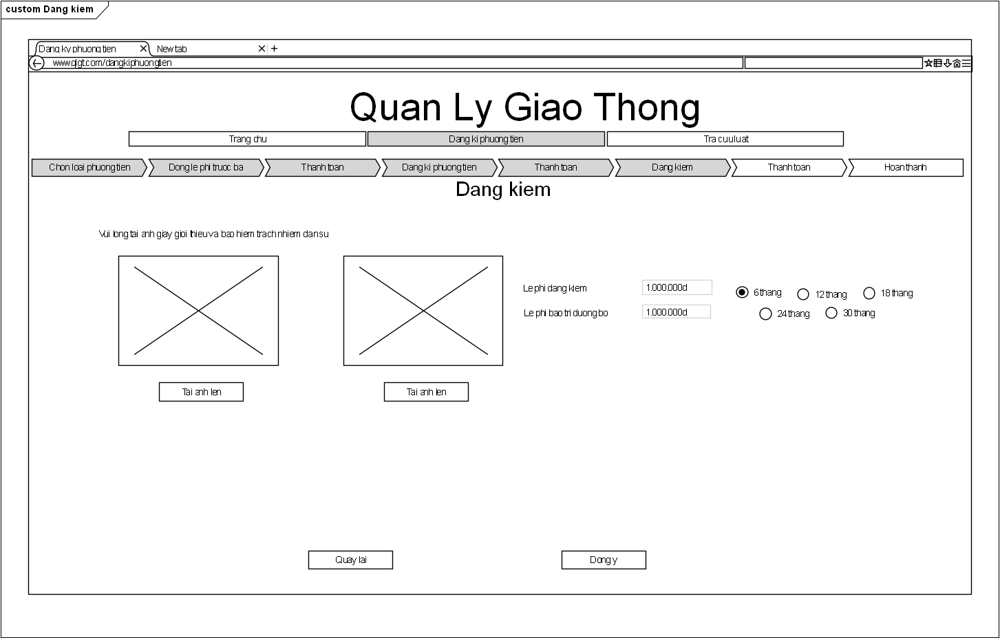 custom Dang kiem
Dang ky phuong tien New tab
www.qlgt.com/dangkiphuongtien
Quan Ly Giao Thong
Trang chu Dang ki phuong tien Tra cuu luat
Chon loai phuong tien Dong le phi truoc ba Thanh toan Dang ki phuong tien Thanh toan Dang kiem Thanh toan Hoan thanh
Dang kiem
Vui long tai anh giay gioi thieu va bao hiem trach nhiem dan su
Le phi dang kiem 1.000.000d 6 thang 12 thang 18 thang
Le phi bao tri duong bo 1.000.000d 24 thang 30 thang
Tai anh len Tai anh len
Quay lai Dong y